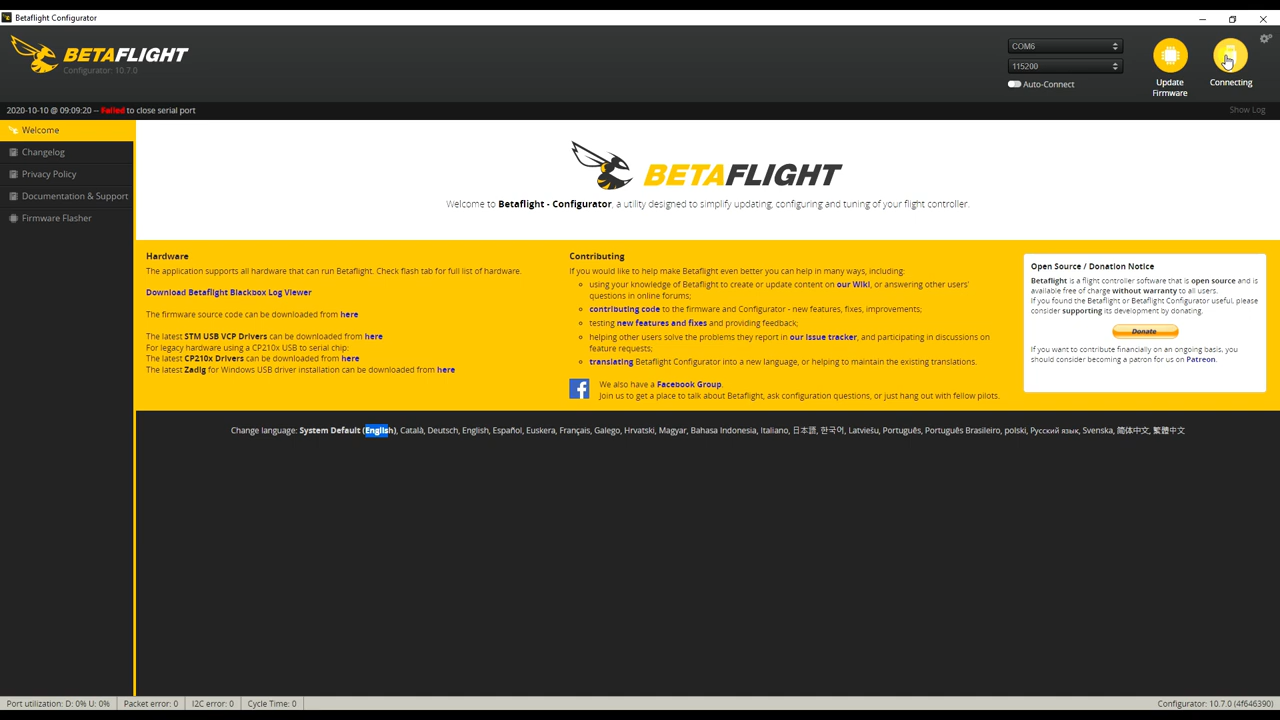 Betaflight Configurator
BETAFLIGHT
Configurator: 10.7.0
COM6
115200
Auto-Connect
Update
Firmware
Connecting
2020-10-10 @ 09:09:20 -- Failed to close serial port
Show Log
Welcome
Changelog
Privacy Policy
Documentation & Support
Firmware Flasher
BETAFLIGHT
Welcome to Betaflight - Configurator, a utility designed to simplify updating, configuring and tuning of your flight controller.
Hardware
The application supports all hardware that can run Betaflight. Check flash tab for full list of hardware.
Download Betaflight Blackbox Log Viewer
The firmware source code can be downloaded from here
The latest STM USB VCP Drivers can be downloaded from here
For legacy hardware using a CP210x USB to serial chip:
The latest CP210x Drivers can be downloaded from here
The latest Zadig for Windows USB driver installation can be downloaded from here
Contributing
If you would like to help make Betaflight even better you can help in many ways, including:
using your knowledge of Betaflight to create or update content on our Wiki, or answering other users'
questions in online forums;
contributing code to the firmware and Configurator - new features, fixes, improvements;
testing new features and fixes and providing feedback;
helping other users solve the problems they report in our issue tracker, and participating in discussions on
feature requests;
translating Betaflight Configurator into a new language, or helping to maintain the existing translations.
We also have a Facebook Group.
Join us to get a place to talk about Betaflight, ask configuration questions, or just hang out with fellow pilots.
Open Source / Donation Notice
Betaflight is a flight controller software that is open source and is
available free of charge without warranty to all users.
If you found the Betaflight or Betaflight Configurator useful, please
consider supporting its development by donating.
Donate
If you want to contribute financially on an ongoing basis, you
should consider becoming a patron for us on Patreon.
Change language: System Default (English), Català, Deutsch, English, Español, Euskera, Français, Galego, Hrvatski, Magyar, Bahasa Indonesia, Italiano, 日本語, 한국어, Latviešu, Português, Português Brasileiro, polski, Русский язык, Svenska, 简体中文, 繁體中文
Port utilization: D: 0% U: 0%
Packet error: 0
I2C error: 0
Cycle Time: 0
Configurator: 10.7.0 (4f646390)